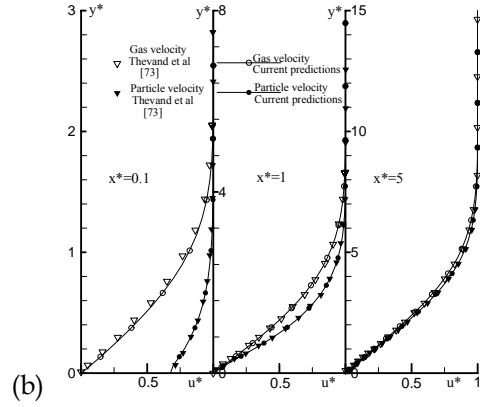 y* 8 y* 15 y*
3
Gas velocity
Thevand et al
[73]
Particle velocity
Thevand et al
[73]
Gas velocity
Current predictions
Particle velocity
Current predictions
2
10
x*=0.1 4 x*=1 x*=5
1
5
0 0 0
0.5 0.5 0.5 1
u* u* u*
(b)